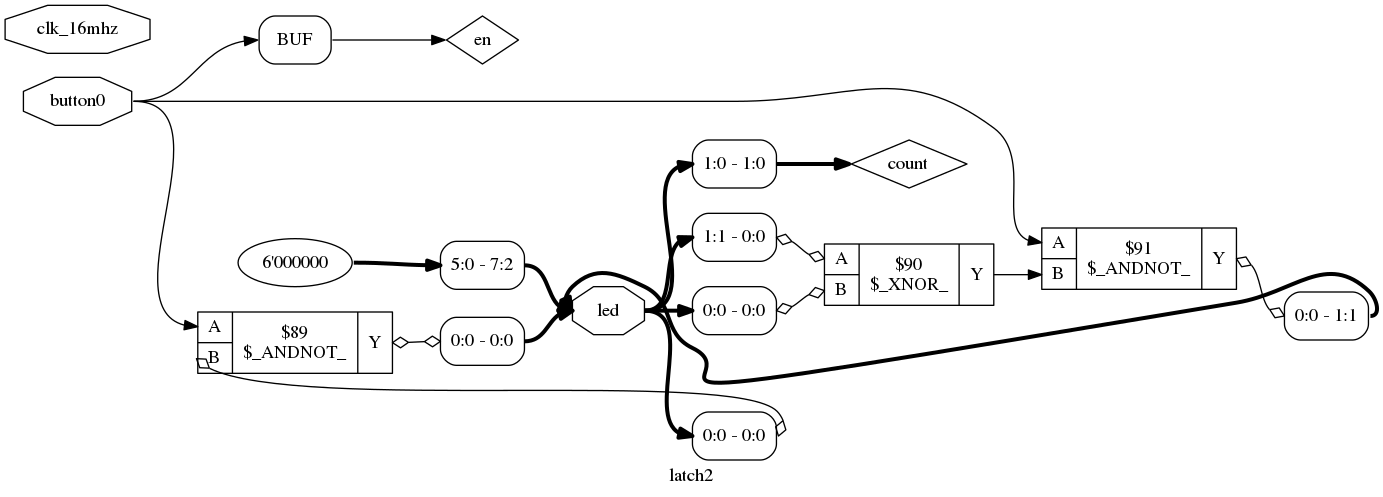 clk_16mhz
BUF
en
button0
1:0 - 1:0
count
1:1 - 0:0
A
$91
$_ANDNOT_
B
Y
6'000000
5:0 - 7:2
A
$90
$_XNOR_
B
Y
led
0:0 - 0:0
0:0 - 1:1
A
$89
$_ANDNOT_
B
Y
0:0 - 0:0
0:0 - 0:0
latch2